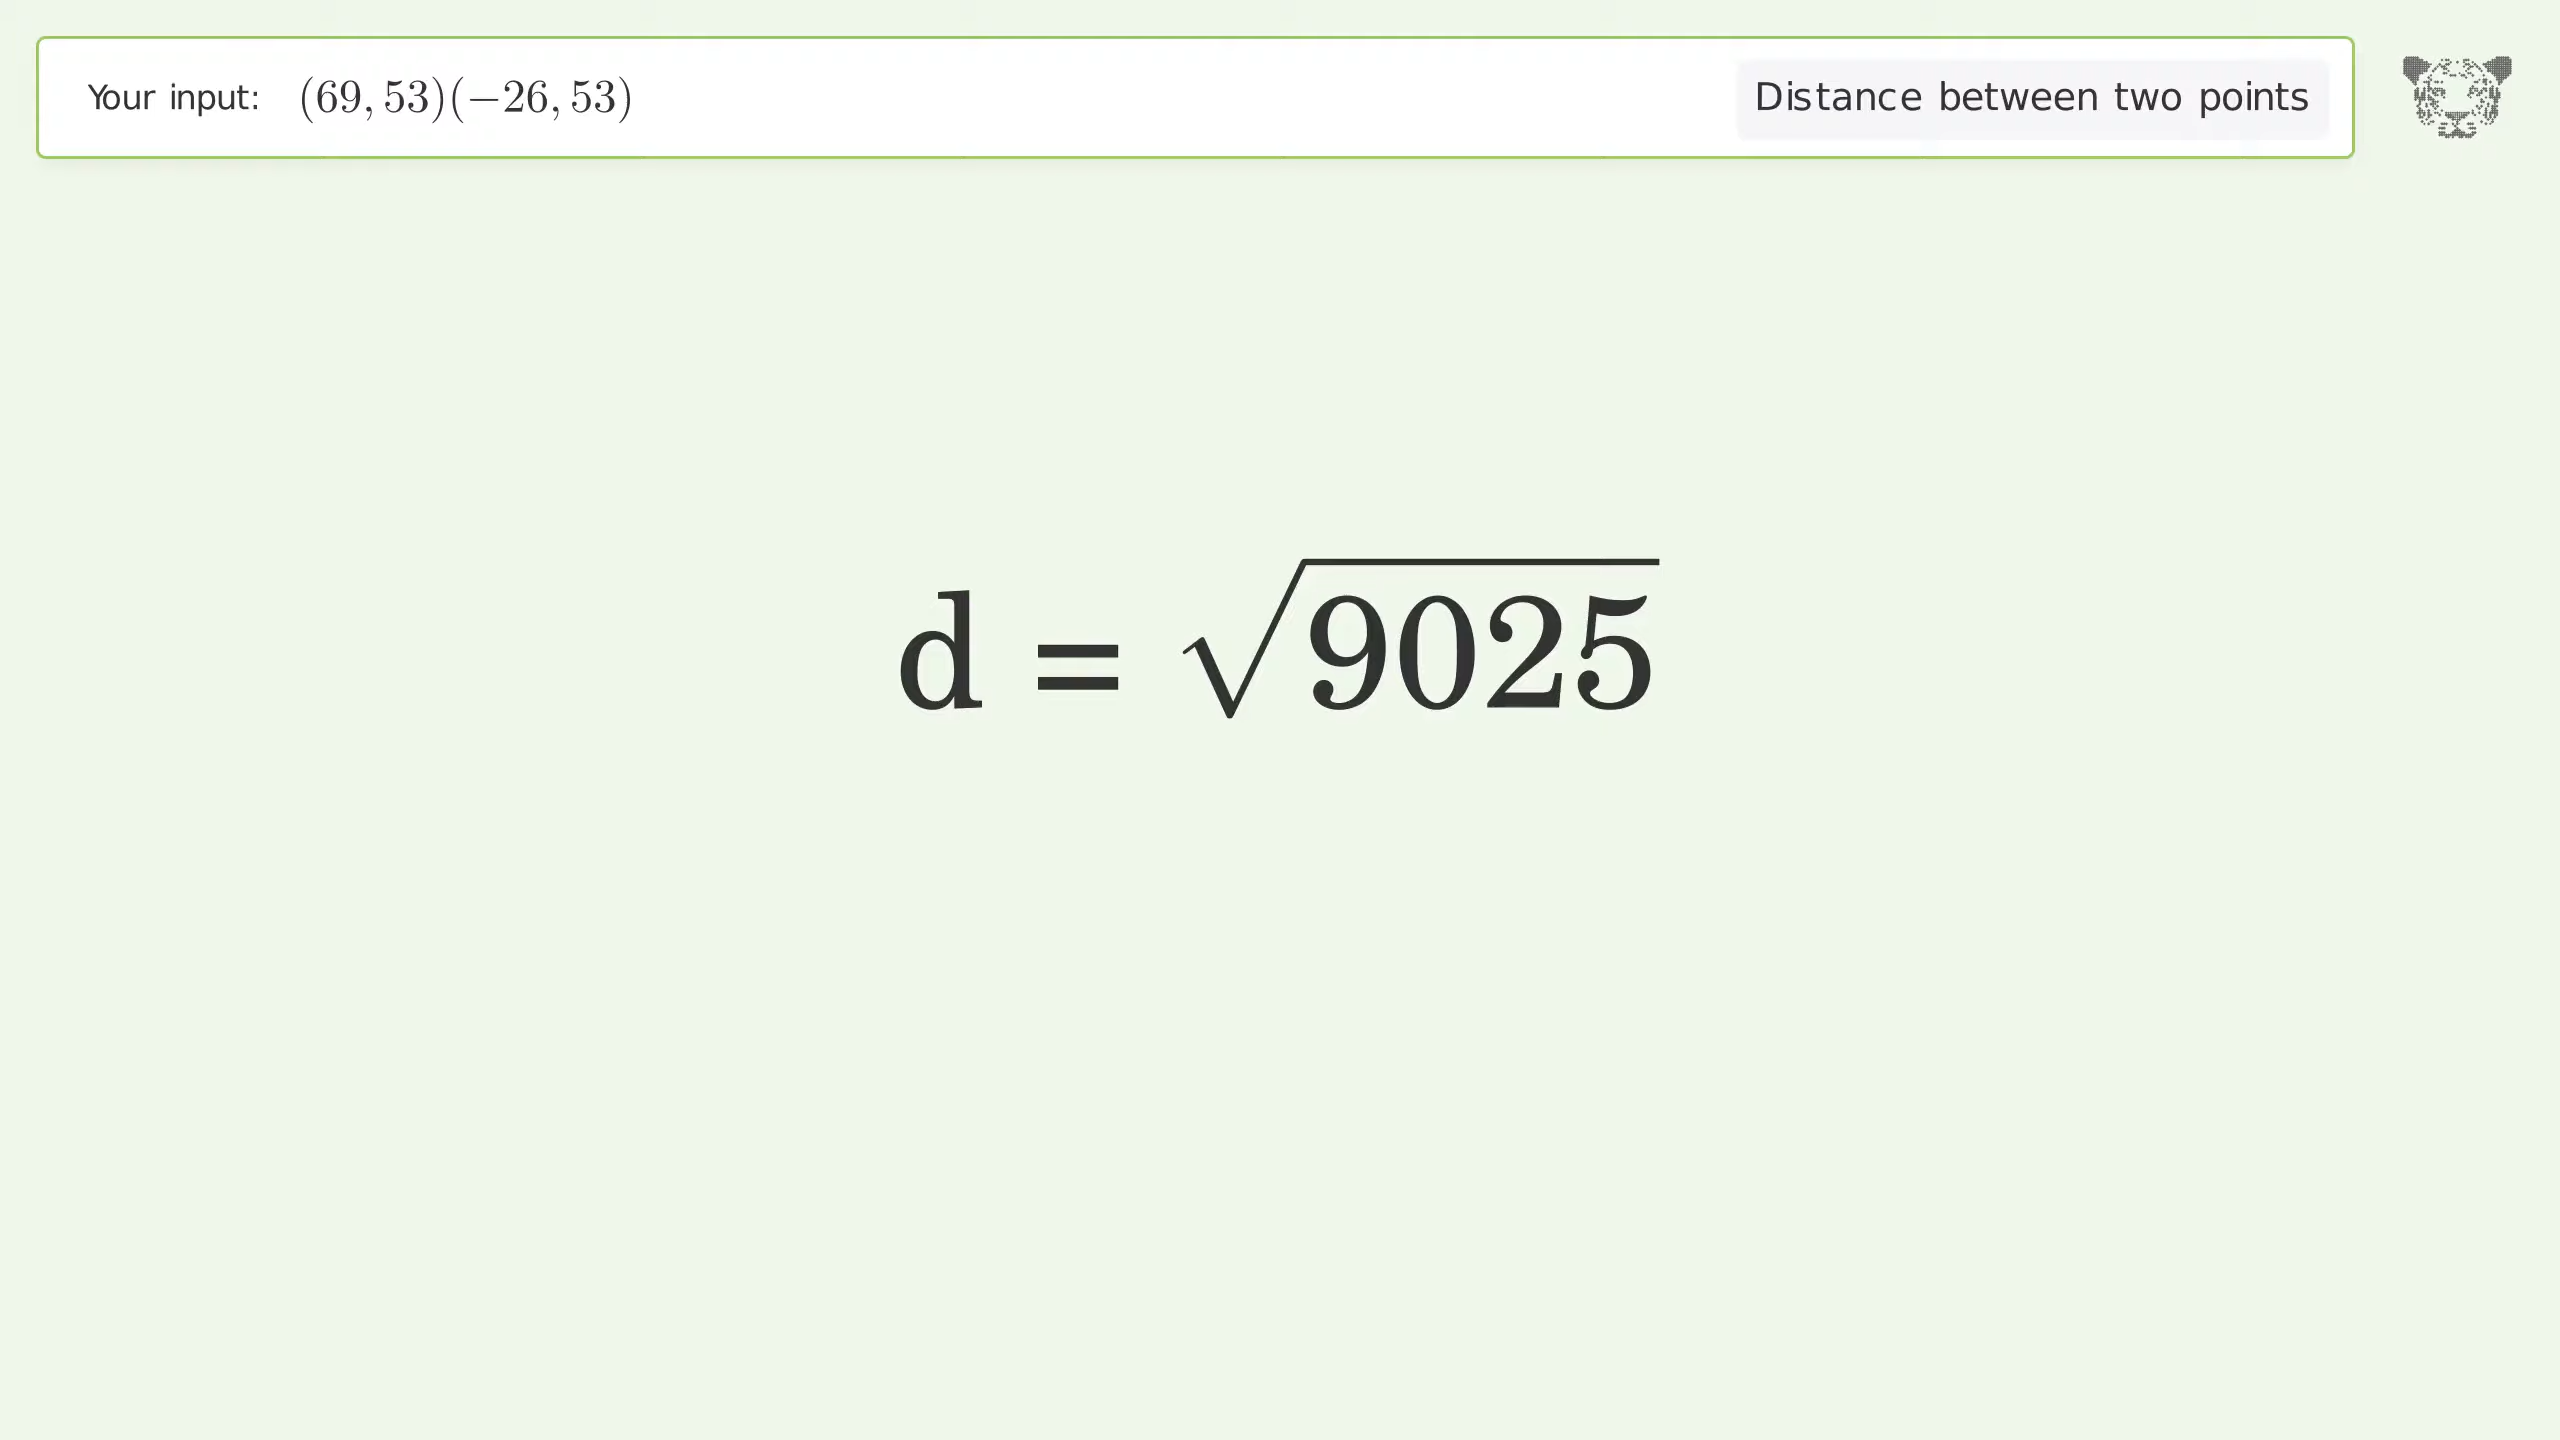 Your input: (69, 53)(−26, 53) Distance between two points
d = √9025